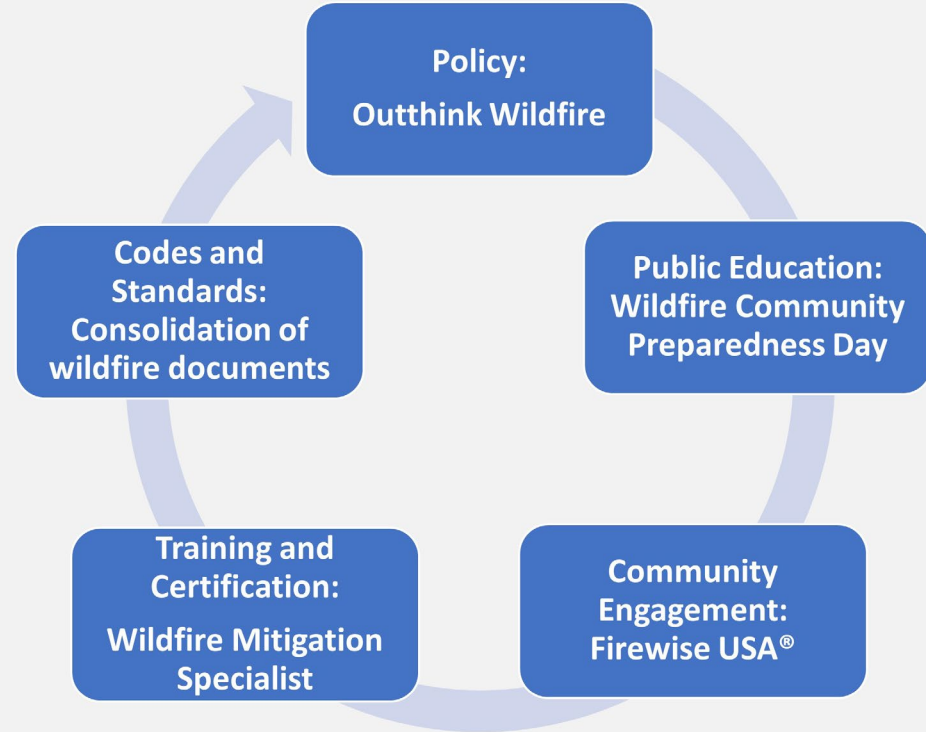 Policy:
Outthink Wildfire
Public Education:
Wildfire Community
Preparedness Day
Community
Engagement:
Firewise USA®
Training and
Certification:
Wildfire Mitigation
Specialist
Codes and
Standards:
Consolidation of
wildfire documents